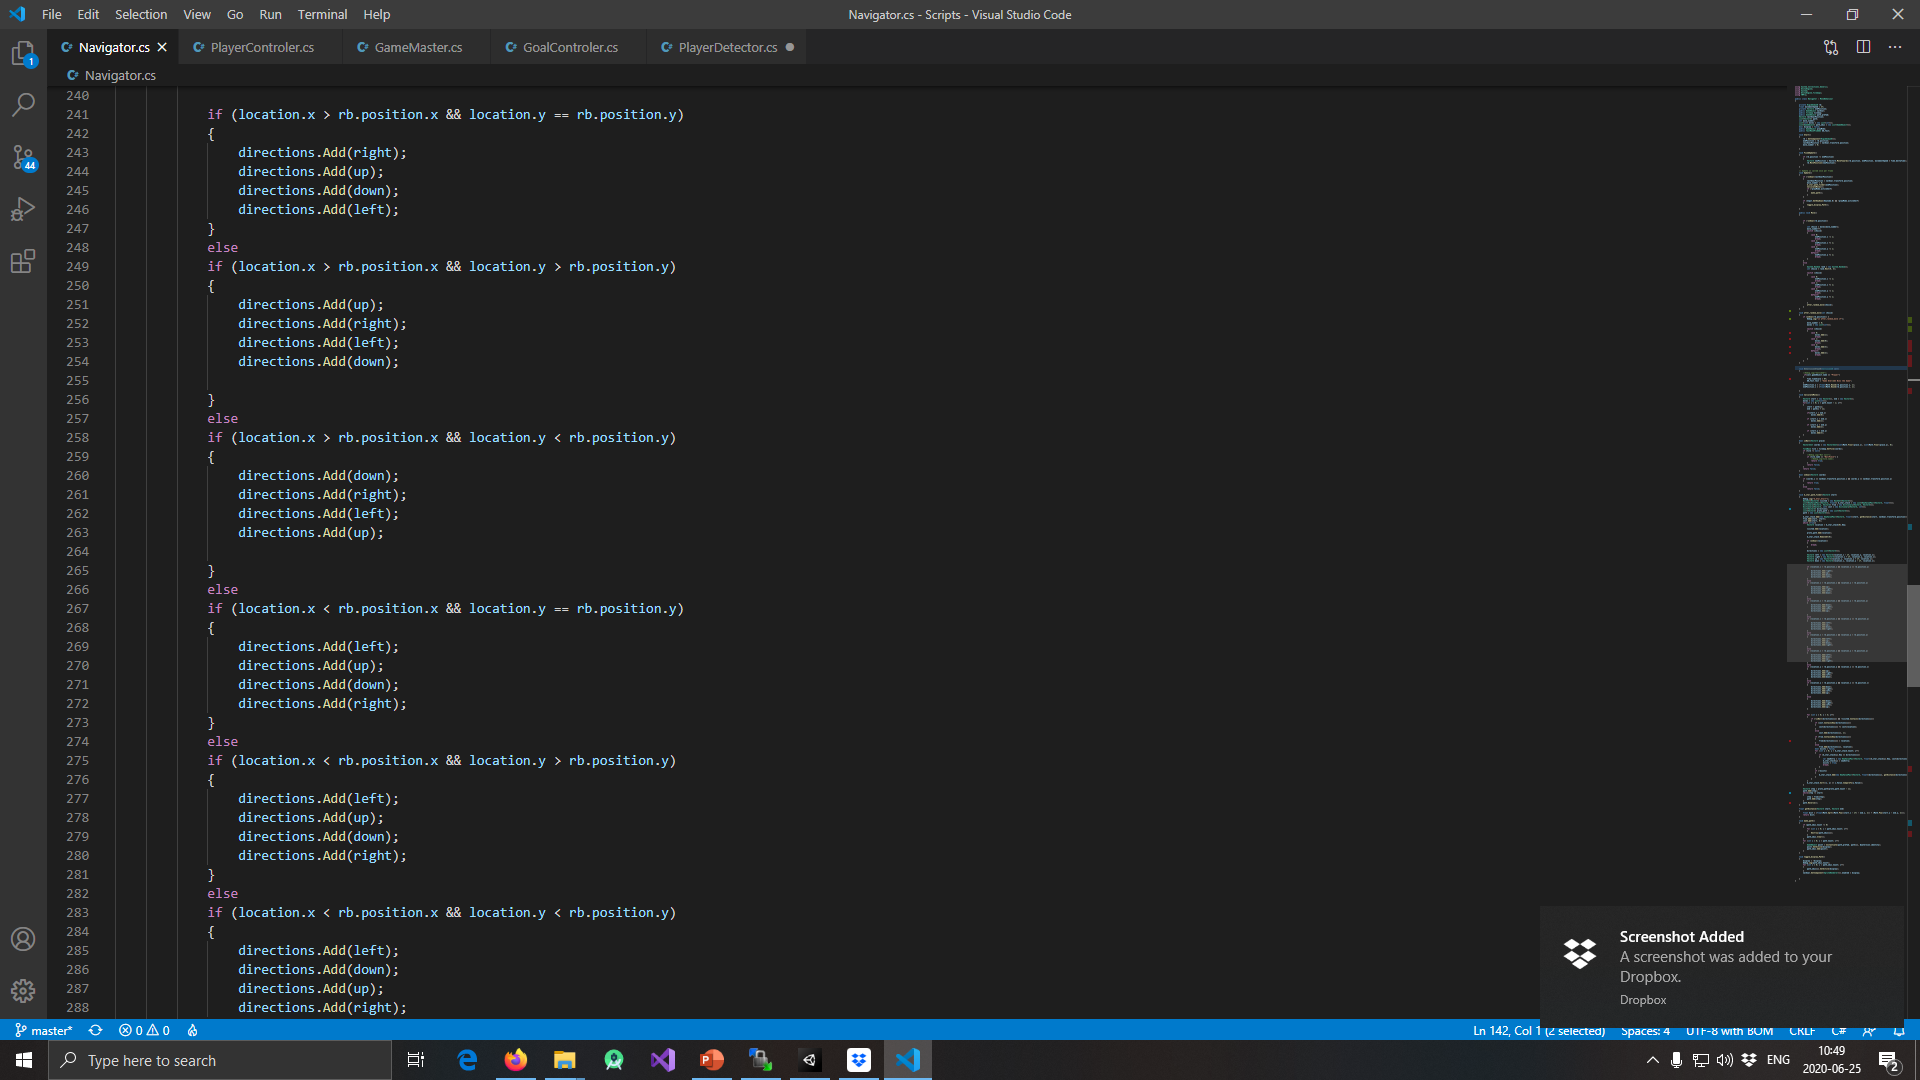 File Edit Selection View Go Run Terminal Help
Navigator.cs - Scripts - Visual Studio Code
Navigator.cs PlayerControler.cs GameMaster.cs GoalControler.cs PlayerDetector.cs
Navigator.cs
1
44
240
241 if (location.x > rb.position.x && location.y == rb.position.y)
242 {
243 directions.Add(right);
244 directions.Add(up);
245 directions.Add(down);
246 directions.Add(left);
247 }
248 else
249 if (location.x > rb.position.x && location.y > rb.position.y)
250 {
251 directions.Add(up);
252 directions.Add(right);
253 directions.Add(left);
254 directions.Add(down);
255
256 }
257 else
258 if (location.x > rb.position.x && location.y < rb.position.y)
259 {
260 directions.Add(down);
261 directions.Add(right);
262 directions.Add(left);
263 directions.Add(up);
264
265 }
266 else
267 if (location.x < rb.position.x && location.y == rb.position.y)
268 {
269 directions.Add(left);
270 directions.Add(up);
271 directions.Add(down);
272 directions.Add(right);
273 }
274 else
275 if (location.x < rb.position.x && location.y > rb.position.y)
276 {
277 directions.Add(left);
278 directions.Add(up);
279 directions.Add(down);
280 directions.Add(right);
281 }
282 else
283 if (location.x < rb.position.x && location.y < rb.position.y)
284 {
285 directions.Add(left);
286 directions.Add(down);
287 directions.Add(up);
288 directions.Add(right);
Screenshot Added
A screenshot was added to your
Dropbox.
Dropbox
master* 0 0 Ln 142, Col 1 (2 selected) Spaces: 4 UTF-8 with BOM CRLF C#
Type here to search
ENG
10:49
2020-06-25
2